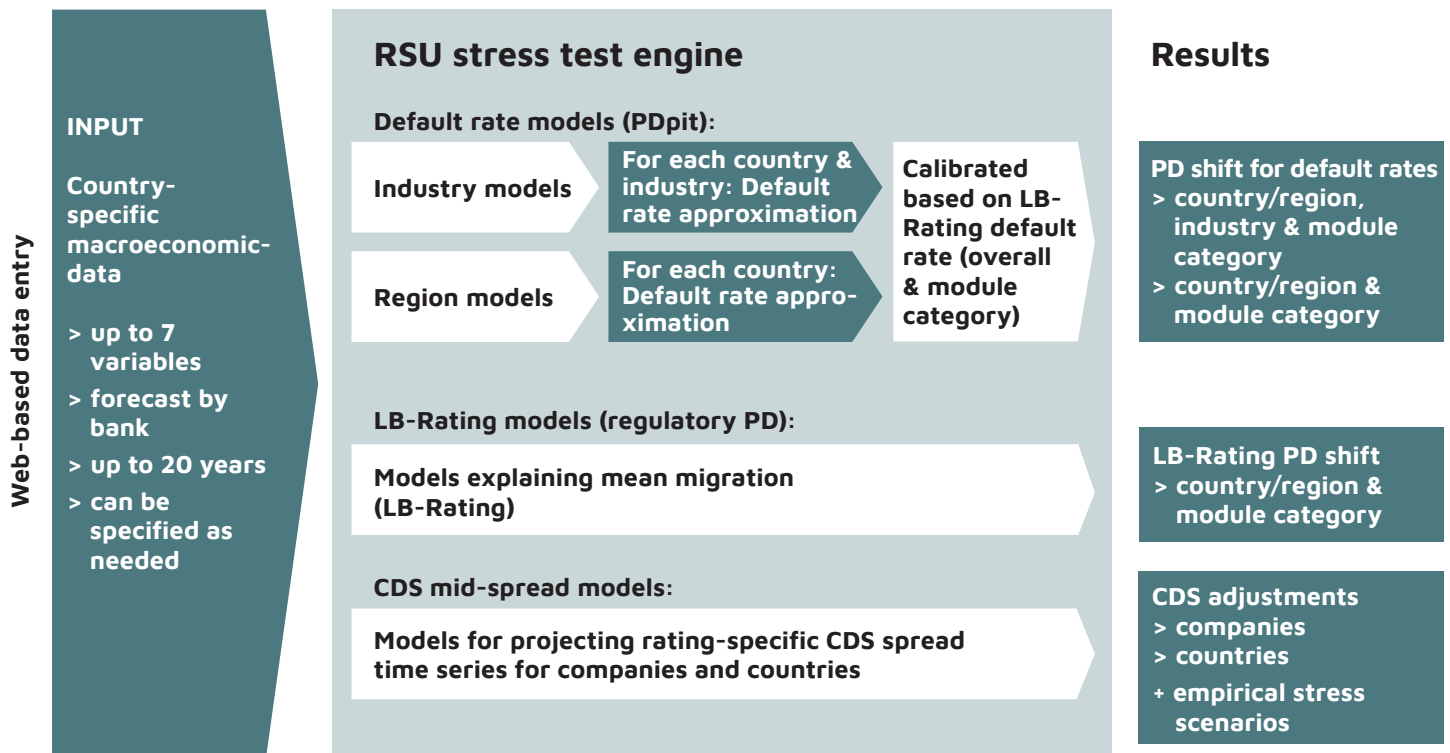 Web-based data entry
INPUT
Country-
specific
macroeconomic-
data
> up to 7
variables
> forecast by
bank
> up to 20 years
> can be
specified as
needed
RSU stress test engine
Default rate models (PDpit):
Industry models
For each country &
industry: Default
rate approximation
Region models
For each country:
Default rate appro-
ximation
Calibrated
based on LB-
Rating default
rate (overall
& module
category)
LB-Rating models (regulatory PD):
Models explaining mean migration
(LB-Rating)
CDS mid-spread models:
Models for projecting rating-specific CDS spread
time series for companies and countries
Results
PD shift for default rates
> country/region,
industry & module
category
> country/region &
module category
LB-Rating PD shift
> country/region &
module category
CDS adjustments
> companies
> countries
+ empirical stress
scenarios